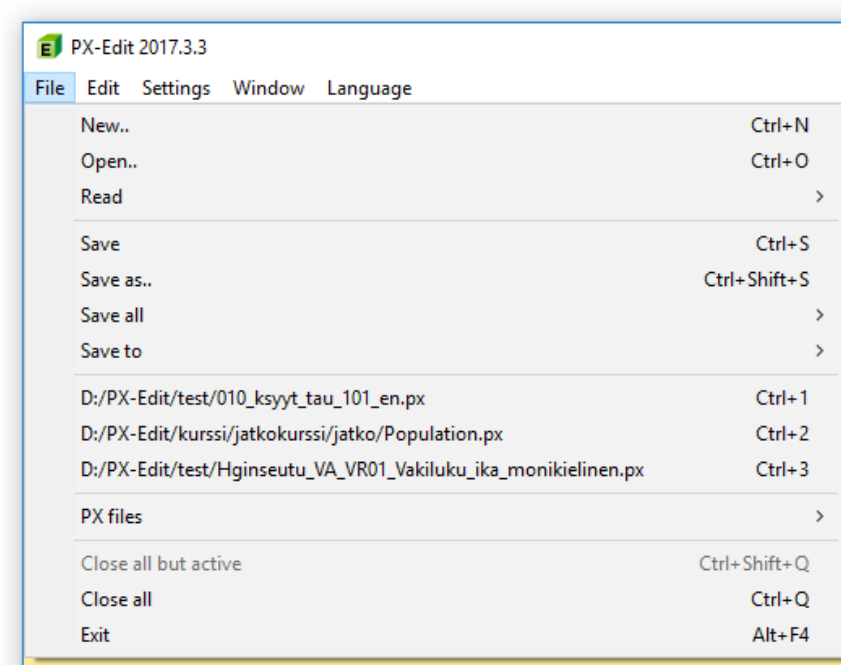 E PX-Edit 2017.3.3
File Edit Settings Window Language
New.. Ctrl+N
Open.. Ctrl+O
Read >
Save Ctrl+S
Save as.. Ctrl+Shift+S
Save all >
Save to >
D:/PX-Edit/test/010_ksyyt_tau_101_en.px Ctrl+1
D:/PX-Edit/kurssi/jatkokurssi/jatko/Population.px Ctrl+2
D:/PX-Edit/test/Hginseutu_VA_VR01_Vakiluku_ika_monikielinen.px Ctrl+3
PX files >
Close all but active Ctrl+Shift+Q
Close all Ctrl+Q
Exit Alt+F4